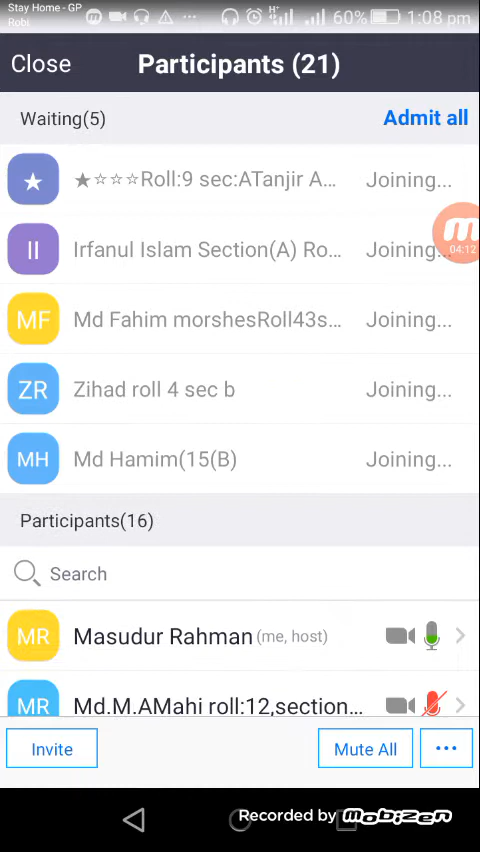 Stay Home - GP
Robi
60% 1:08 pm
Close Participants (21)
Waiting(5) Admit all
★☆☆☆Roll:9 sec:ATanjir A... Joining...
II Irfanul Islam Section(A) Ro... Joining...
04:12
MF Md Fahim morshesRoll43s... Joining...
ZR Zihad roll 4 sec b Joining...
MH Md Hamim(15(B) Joining...
Participants(16)
Search
MR Masudur Rahman (me, host)
MR Md.M.AMahi roll:12,section...
Invite Mute All ...
Recorded by Mobizen